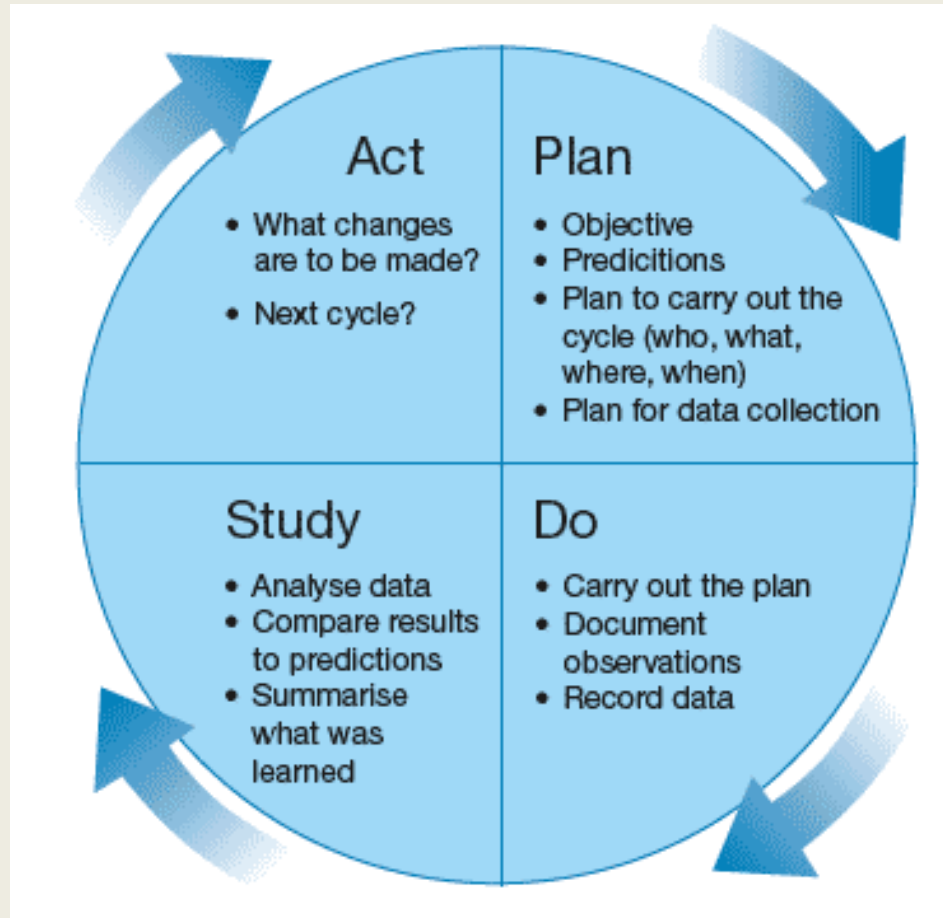 Act
• What changes
are to be made?
• Next cycle?
Plan
• Objective
• Predicitions
• Plan to carry out the
cycle (who, what,
where, when)
• Plan for data collection
Study
• Analyse data
• Compare results
to predictions
• Summarise
what was
learned
Do
• Carry out the plan
• Document
observations
• Record data